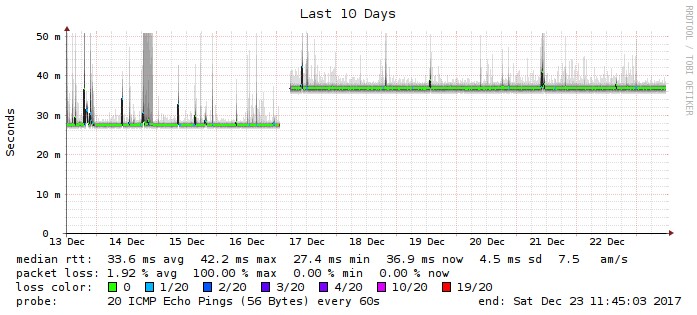 Last 10 Days
RRDTOOL / TOBI OETIKER
Seconds
50 m
40 m
30 m
20 m
10 m
0
13 Dec 14 Dec 15 Dec 16 Dec 17 Dec 18 Dec 19 Dec 20 Dec 21 Dec 22 Dec
median rtt: 33.6 ms avg 42.2 ms max 27.4 ms min 36.9 ms now 4.5 ms sd 7.5 am/s
packet loss: 1.92 % avg 100.00 % max 0.00 % min 0.00 % now
loss color: 0 1/20 2/20 3/20 4/20 10/20 19/20
probe: 20 ICMP Echo Pings (56 Bytes) every 60s end: Sat Dec 23 11:45:03 2017